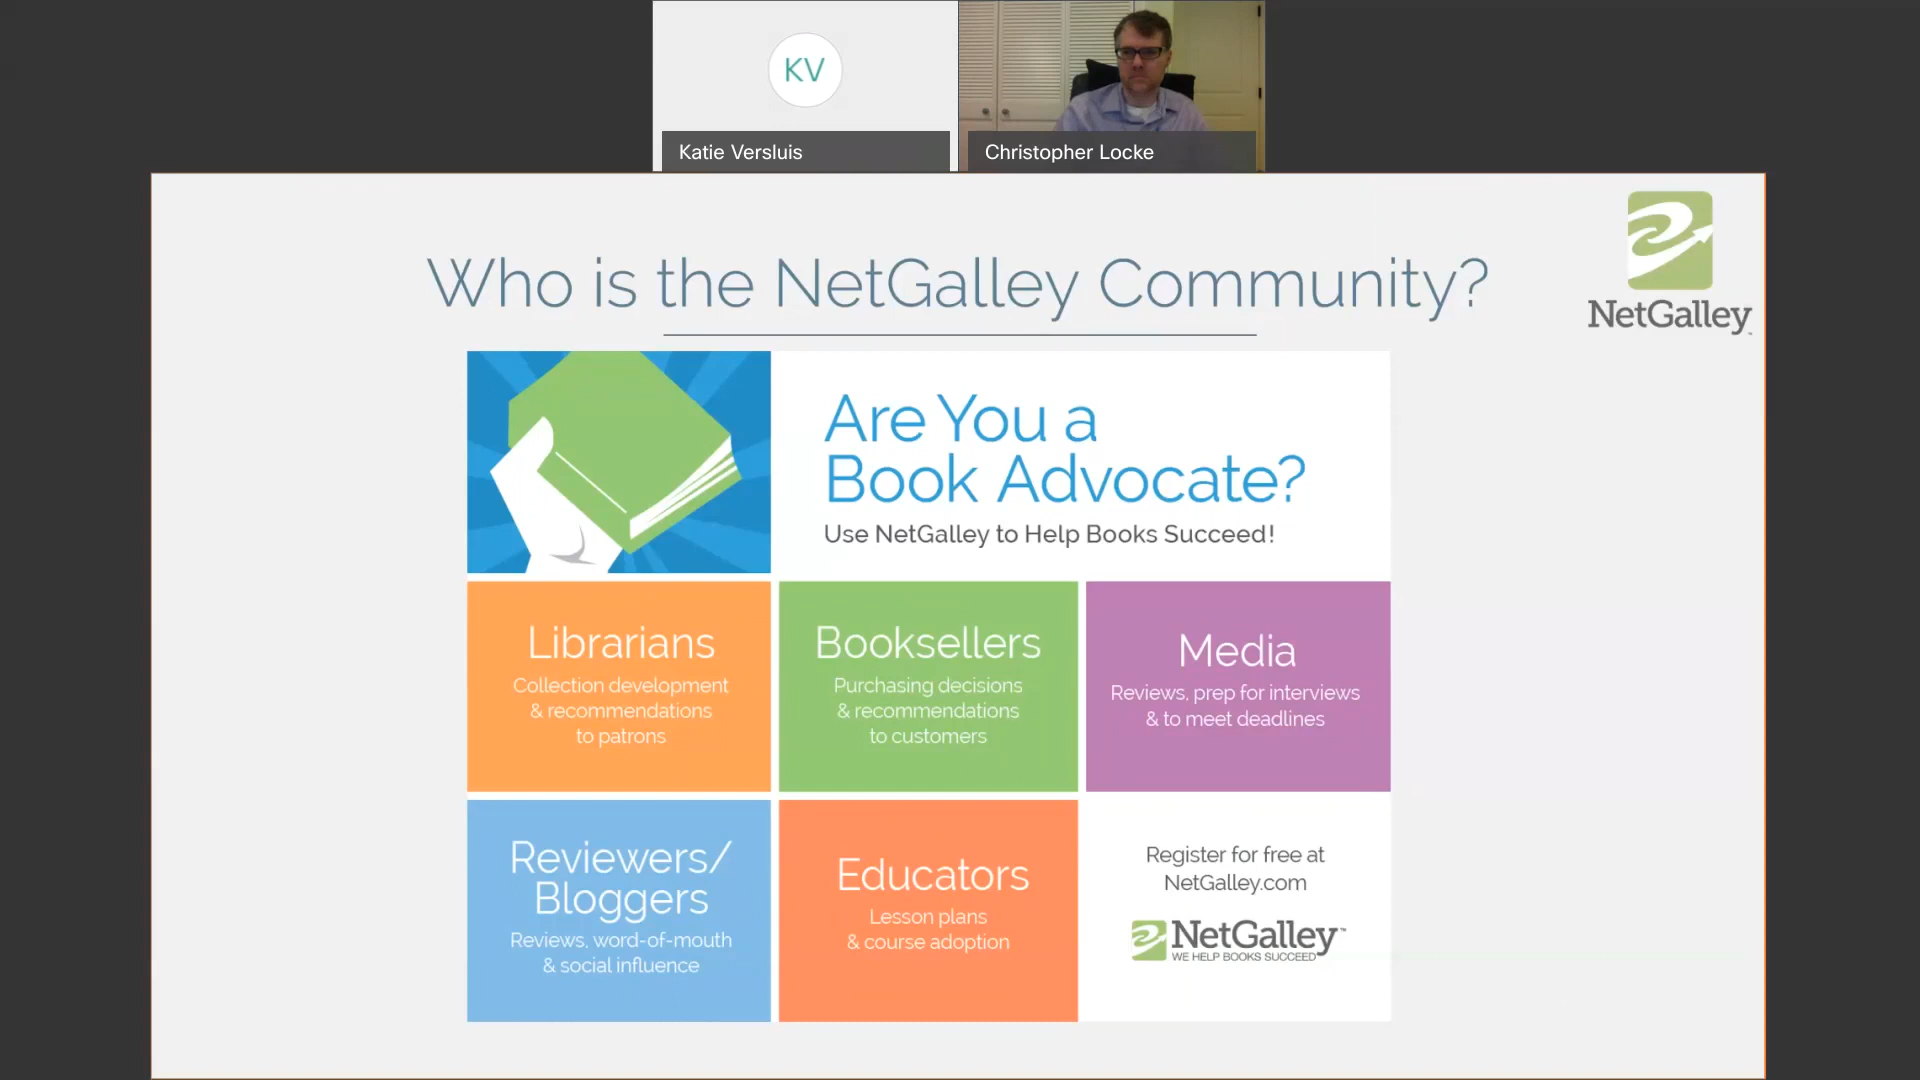 KV
Katie Versluis
Christopher Locke
NetGalley
Who is the NetGalley Community?
Are You a
Book Advocate?
Use NetGalley to Help Books Succeed!
Librarians
Collection development
& recommendations
to patrons
Booksellers
Purchasing decisions
& recommendations
to customers
Media
Reviews, prep for interviews
& to meet deadlines
Reviewers/
Bloggers
Reviews, word-of-mouth
& social influence
Educators
Lesson plans
& course adoption
Register for free at
NetGalley.com
NetGalley™
WE HELP BOOKS SUCCEED